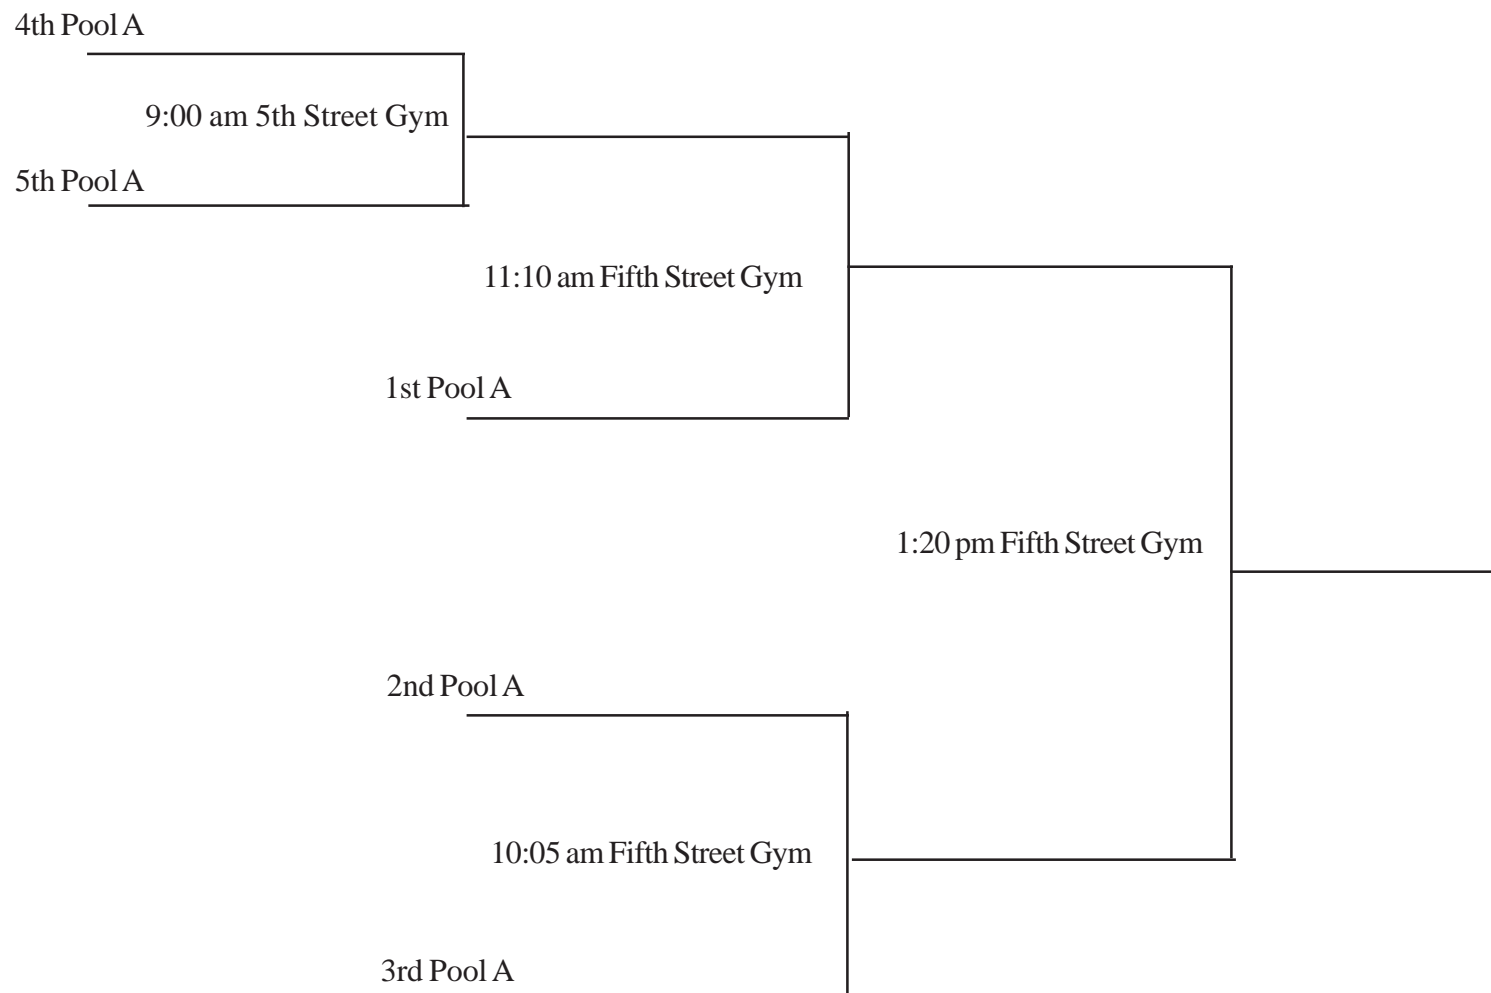 4th Pool A
9:00 am 5th Street Gym
5th Pool A
11:10 am Fifth Street Gym
1st Pool A
1:20 pm Fifth Street Gym
2nd Pool A
10:05 am Fifth Street Gym
3rd Pool A